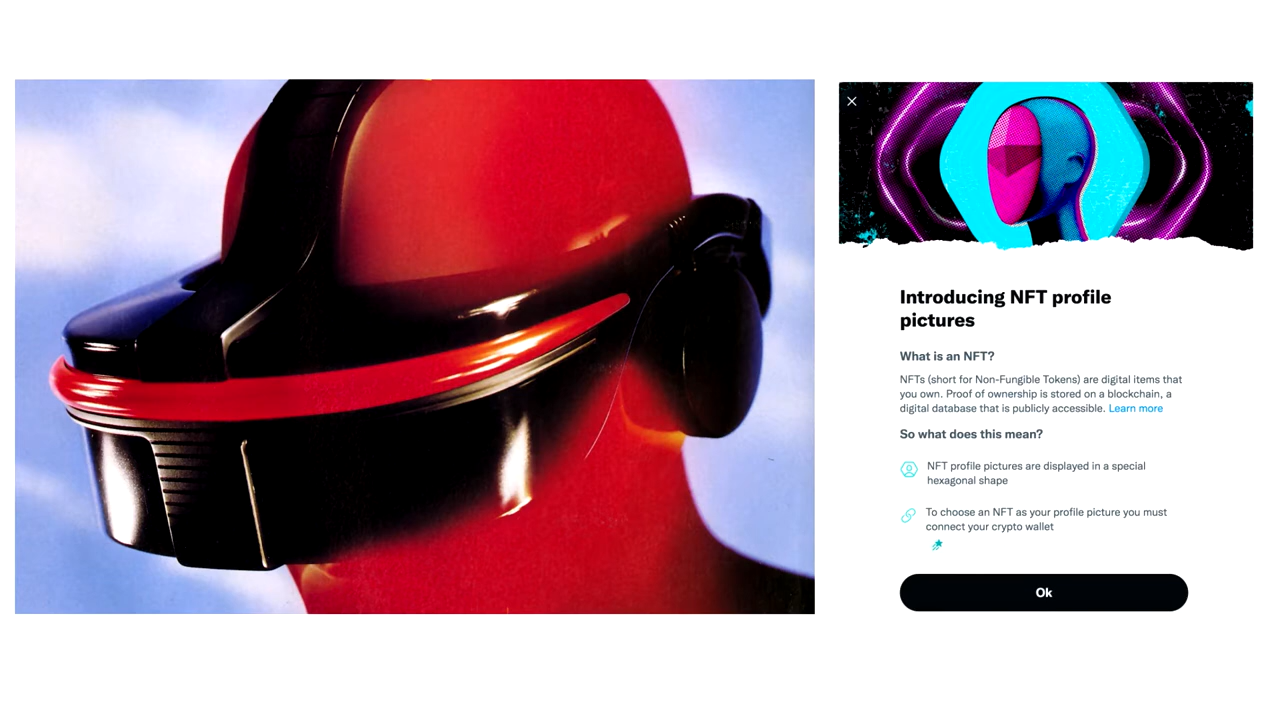 Introducing NFT profile
pictures
What is an NFT?
NFTs (short for Non-Fungible Tokens) are digital items that
you own. Proof of ownership is stored on a blockchain, a
digital database that is publicly accessible. Learn more
So what does this mean?
NFT profile pictures are displayed in a special
hexagonal shape
To choose an NFT as your profile picture you must
connect your crypto wallet
Ok